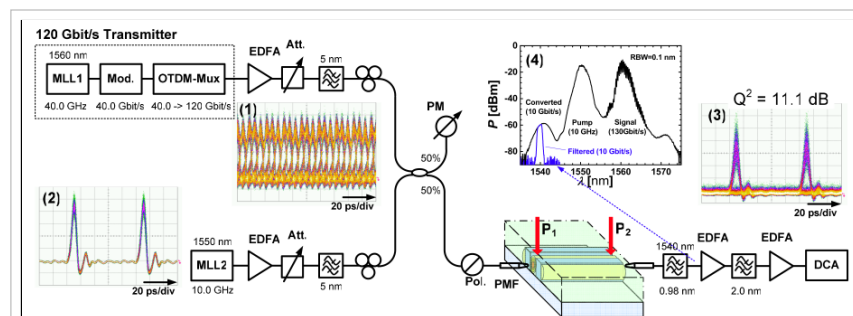 120 Gbit/s Transmitter
1560 nm
MLL1
Mod.
OTDM-Mux
40.0 GHz
40.0 Gbit/s
40.0 -> 120 Gbit/s
EDFA
Att.
5 nm
(1)
20 ps/div
PM
50%
50%
(4)
RBW=0.1 nm
P [dBm]
0
-20
-40
-60
-80
Converted
(10 Gbit/s)
Pump
(10 GHz)
Signal
(130Gbit/s)
Filtered (10 Gbit/s)
1540
1550
1560
1570
λ [nm]
Q² = 11.1 dB
(3)
20 ps/div
(2)
20 ps/div
1550 nm
MLL2
10.0 GHz
EDFA
Att.
5 nm
Pol.
PMF
P₁
P₂
1540 nm
0.98 nm
EDFA
2.0 nm
EDFA
DCA